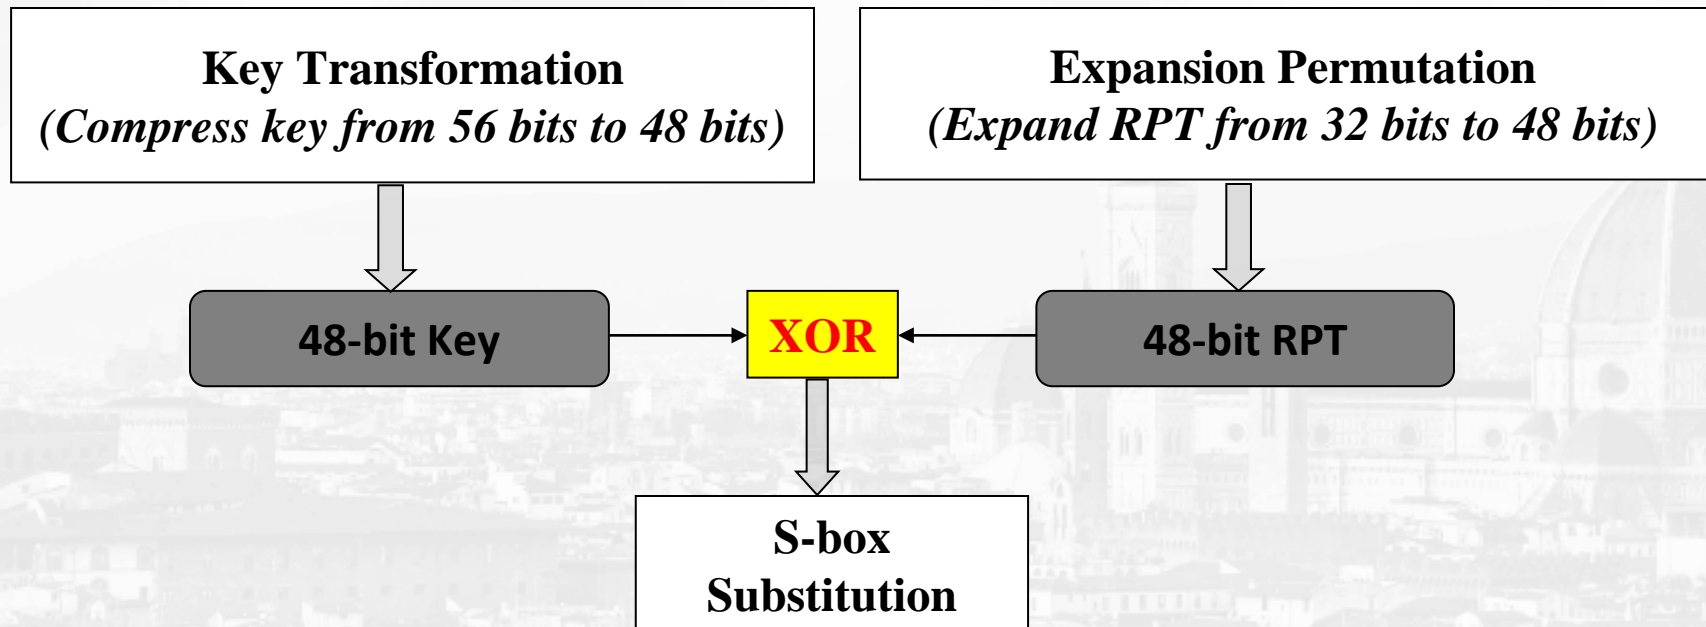 Key Transformation
(Compress key from 56 bits to 48 bits)
Expansion Permutation
(Expand RPT from 32 bits to 48 bits)
48-bit Key
XOR
48-bit RPT
S-box
Substitution